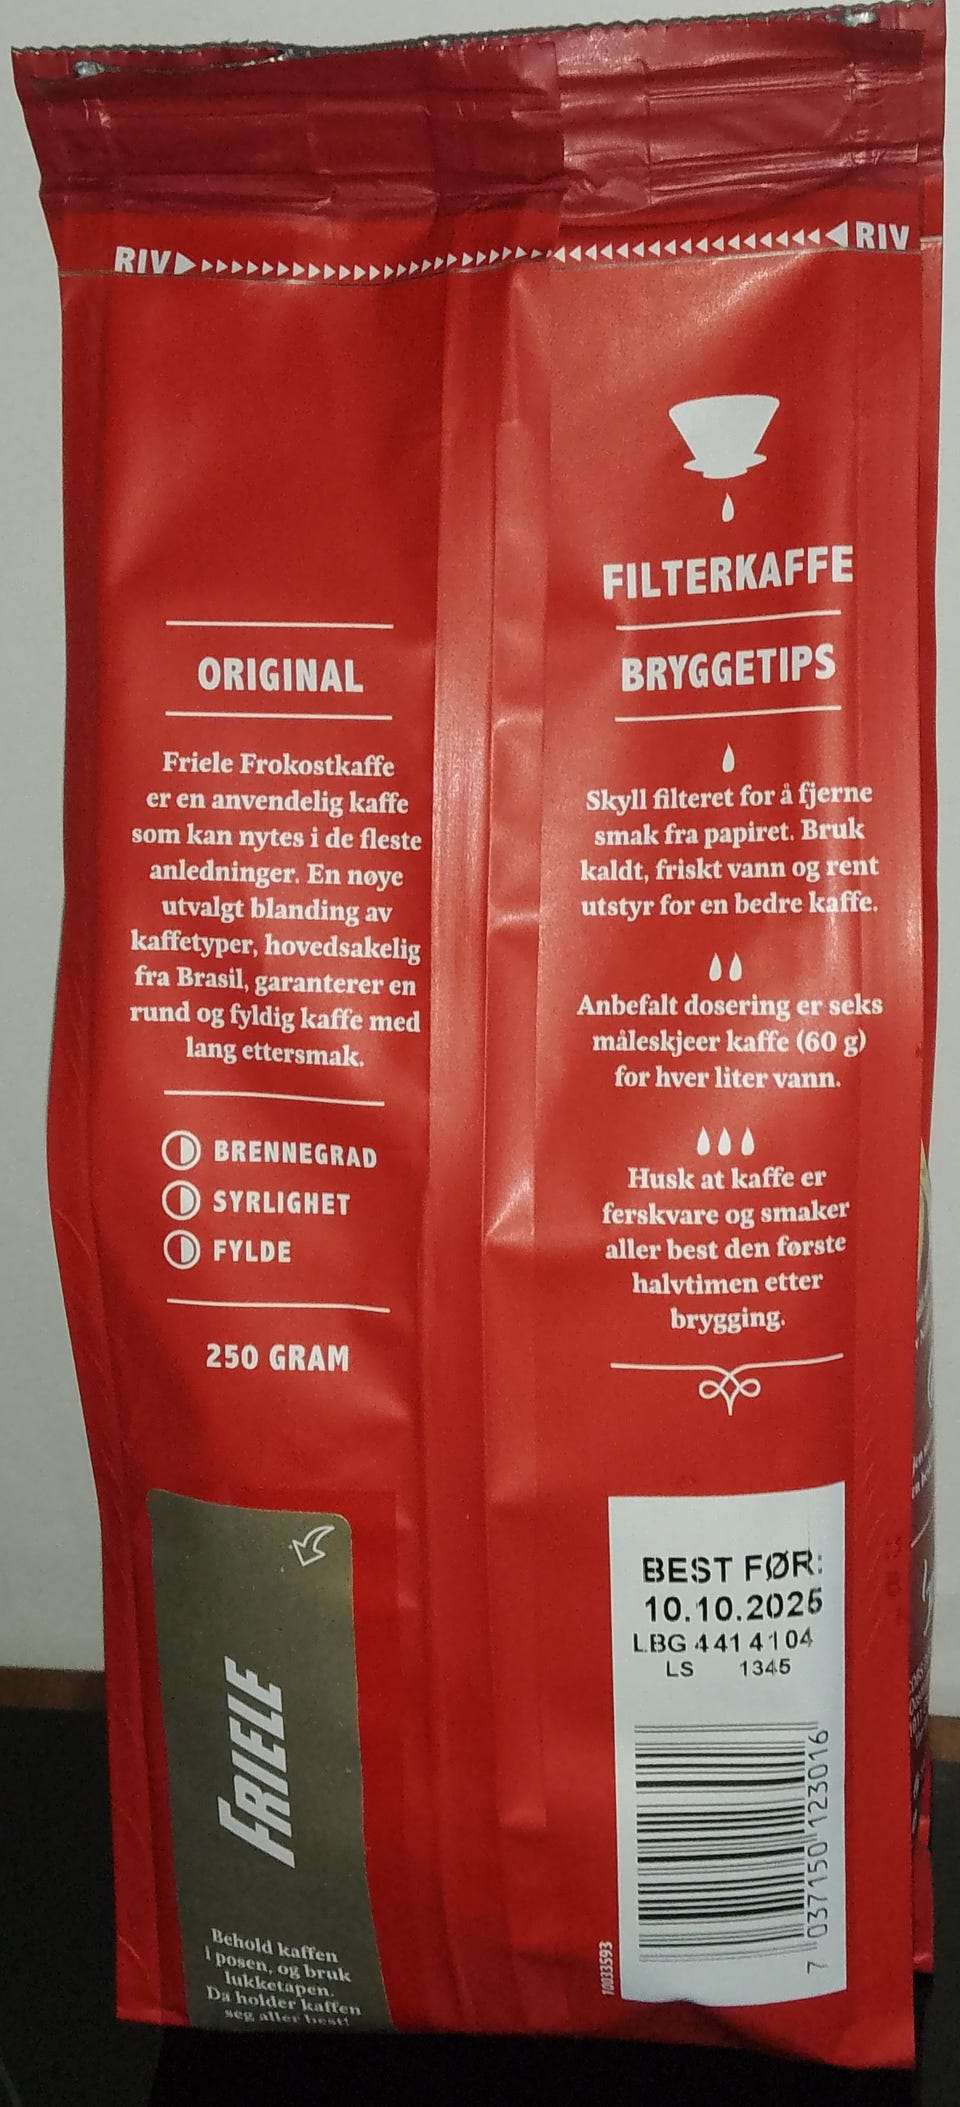 RIV
RIV
ORIGINAL
Friele Frokostkaffe
er en anvendelig kaffe
som kan nytes i de fleste
anledninger. En nøye
utvalgt blanding av
kaffetyper, hovedsakelig
fra Brasil, garanterer en
rund og fyldig kaffe med
lang ettersmak.
BRENNEGRAD
SYRLIGHET
FYLDE
250 GRAM
FRIELE
Behold kaffen
i posen, og bruk
lukketapen.
Da holder kaffen
seg aller best!
FILTERKAFFE
BRYGGETIPS
Skyll filteret for å fjerne
smak fra papiret. Bruk
kaldt, friskt vann og rent
utstyr for en bedre kaffe.
Anbefalt dosering er seks
måleskjeer kaffe (60 g)
for hver liter vann.
Husk at kaffe er
ferskvare og smaker
aller best den første
halvtimen etter
brygging.
BEST FØR:
10.10.2025
LBG 4414104
LS 1345
7 037150 123016
10033593